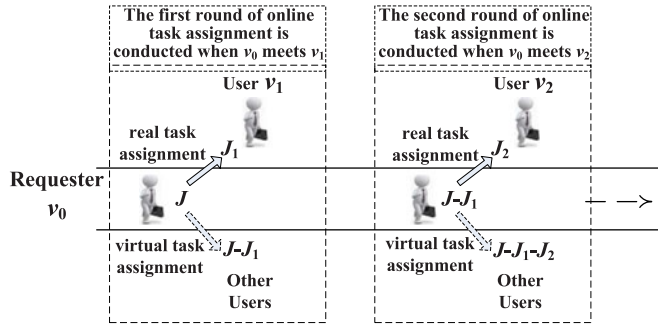 The first round of online
task assignment is
conducted when v0 meets v1
The second round of online
task assignment is
conducted when v0 meets v2
User v1
User v2
real task
assignment
J1
real task
assignment
J2
Requester
v0
J
J-J1
virtual task
assignment
J-J1
Other
Users
virtual task
assignment
J-J1-J2
Other
Users